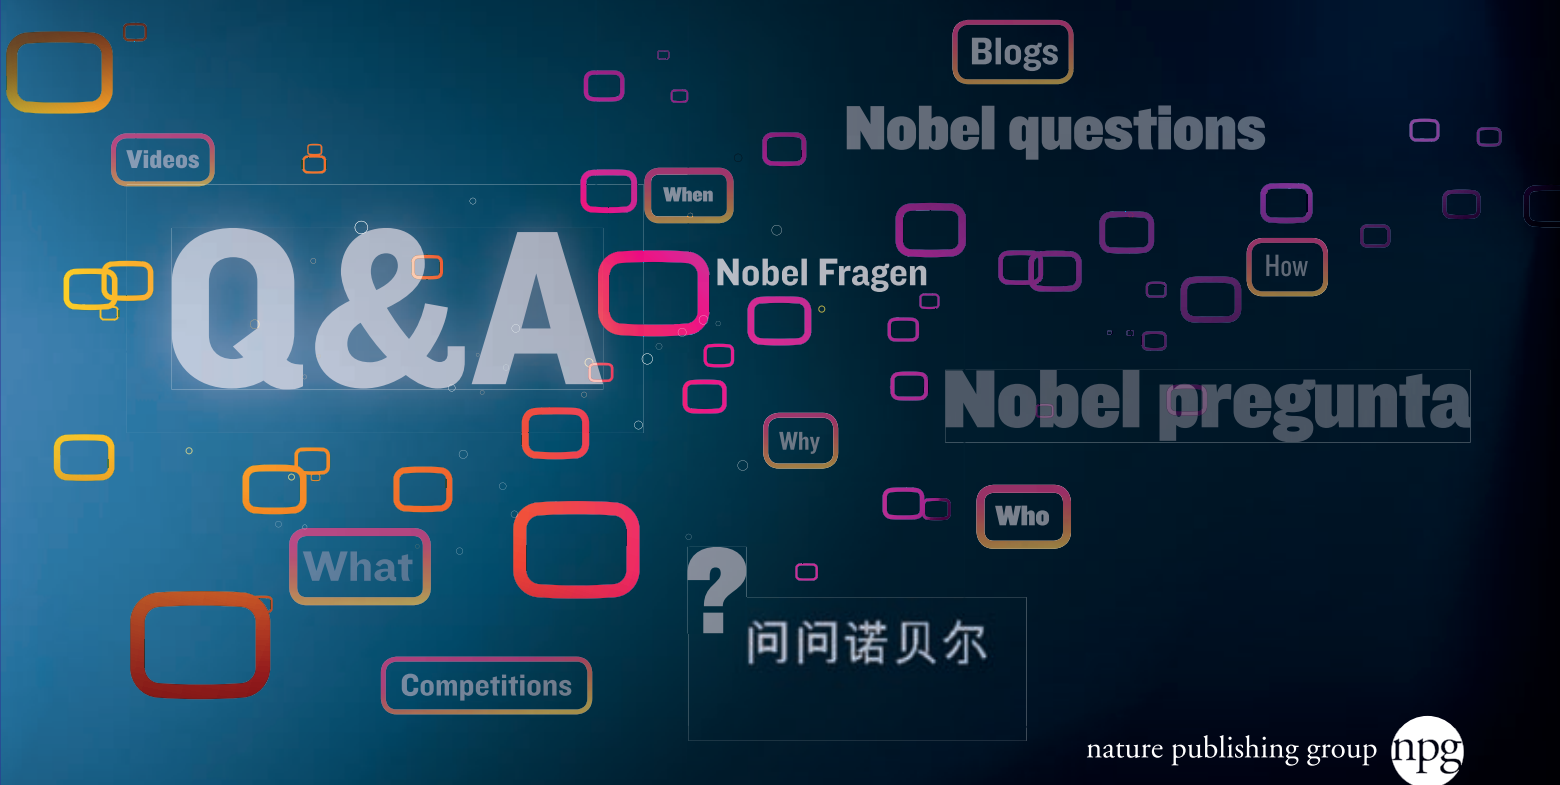 Blogs
Nobel questions
Videos
When
Q&A
Nobel Fragen
How
Nobel pregunta
Why
What
Who
?
问问诺贝尔
Competitions
nature publishing group npg